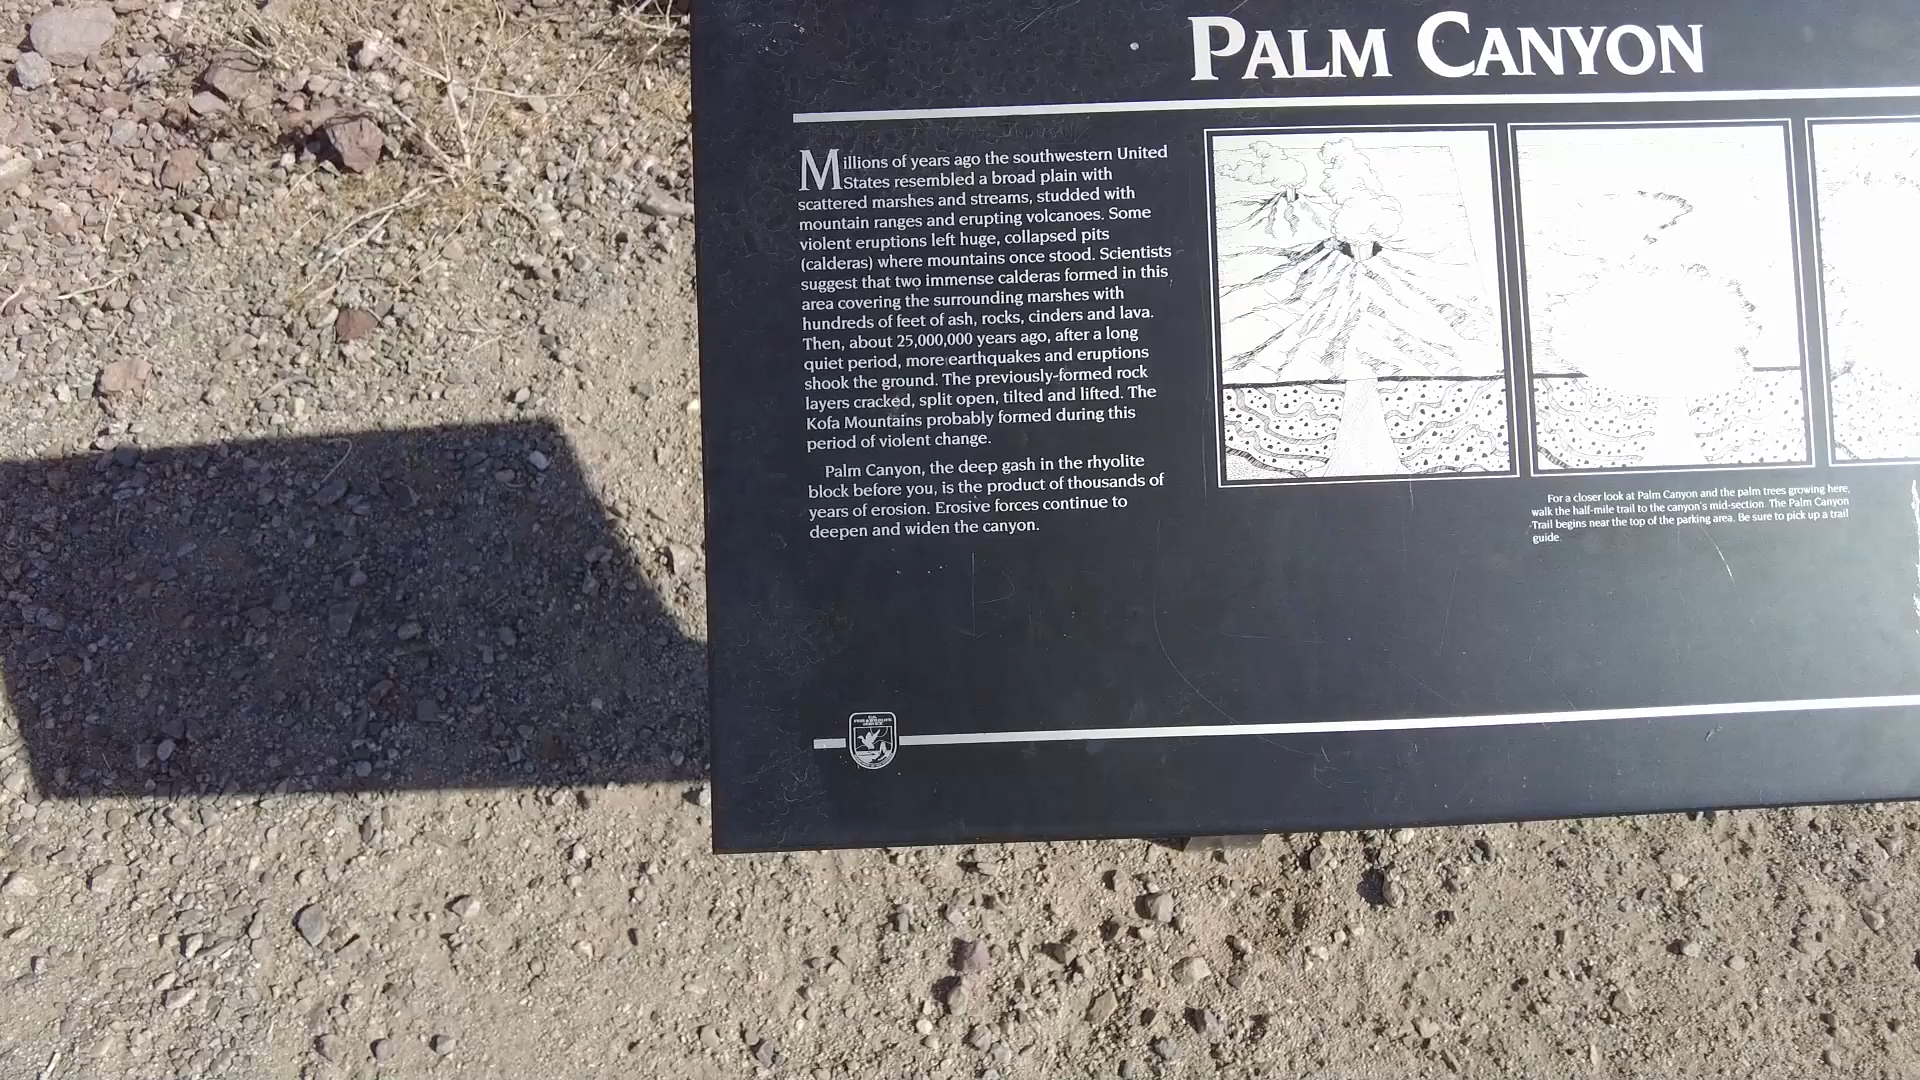 PALM CANYON
Millions of years ago the southwestern United
States resembled a broad plain with
scattered marshes and streams, studded with
mountain ranges and erupting volcanoes. Some
violent eruptions left huge, collapsed pits
(calderas) where mountains once stood. Scientists
suggest that two immense calderas formed in this
area covering the surrounding marshes with
hundreds of feet of ash, rocks, cinders and lava.
Then, about 25,000,000 years ago, after a long
quiet period, more earthquakes and eruptions
shook the ground. The previously-formed rock
layers cracked, split open, tilted and lifted. The
Kofa Mountains probably formed during this
period of violent change.
Palm Canyon, the deep gash in the rhyolite
block before you, is the product of thousands of
years of erosion. Erosive forces continue to
deepen and widen the canyon.
For a closer look at Palm Canyon and the palm trees growing here,
walk the half-mile trail to the canyon's mid-section. The Palm Canyon
Trail begins near the top of the parking area. Be sure to pick up a trail
guide.
U.S.
FISH & WILDLIFE
SERVICE